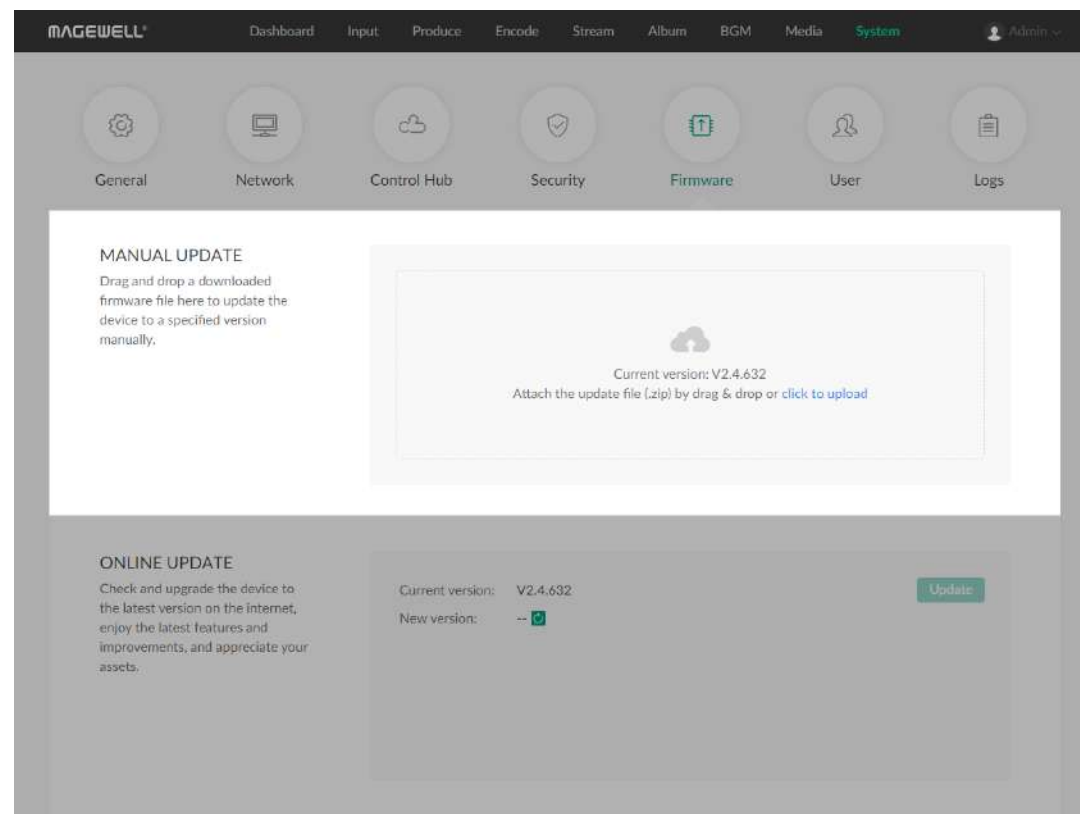 MAGEWELL® Dashboard Input Produce Encode Stream Album BGM Media System Admin
General Network Control Hub Security Firmware User Logs
MANUAL UPDATE
Drag and drop a downloaded
firmware file here to update the
device to a specified version
manually.
Current version: V2.4.632
Attach the update file (.zip) by drag & drop or click to upload
ONLINE UPDATE
Check and upgrade the device to
the latest version on the internet,
enjoy the latest features and
improvements, and appreciate your
assets.
Current version: V2.4.632
Update
New version: --